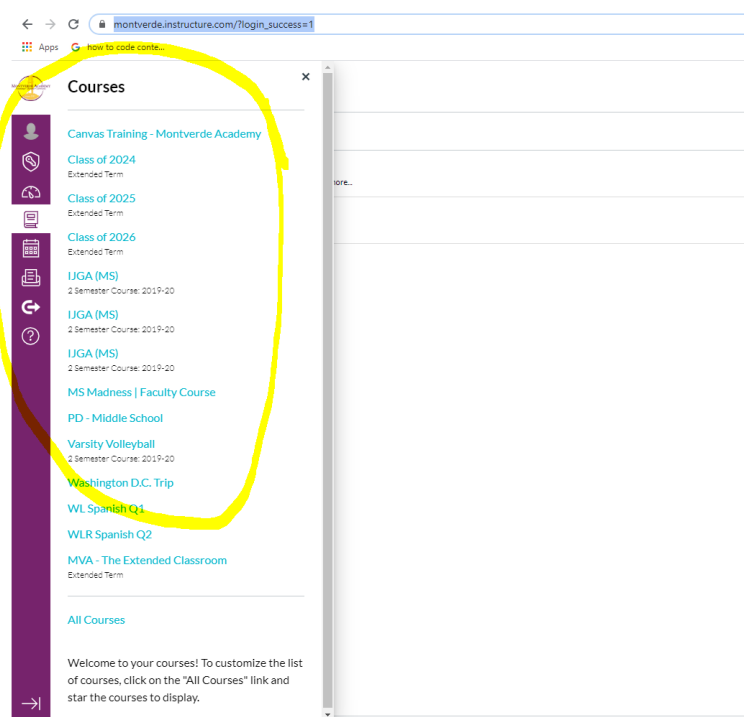 montverde.instructure.com/?login_success=1
Apps
how to code conte...
Courses
×
Canvas Training - Montverde Academy
Class of 2024
Extended Term
ore...
Class of 2025
Extended Term
Class of 2026
Extended Term
IJGA (MS)
2 Semester Course: 2019-20
IJGA (MS)
2 Semester Course: 2019-20
IJGA (MS)
2 Semester Course: 2019-20
MS Madness | Faculty Course
PD - Middle School
Varsity Volleyball
2 Semester Course: 2019-20
Washington D.C. Trip
WL Spanish Q1
WLR Spanish Q2
MVA - The Extended Classroom
Extended Term
All Courses
Welcome to your courses! To customize the list
of courses, click on the "All Courses" link and
star the courses to display.